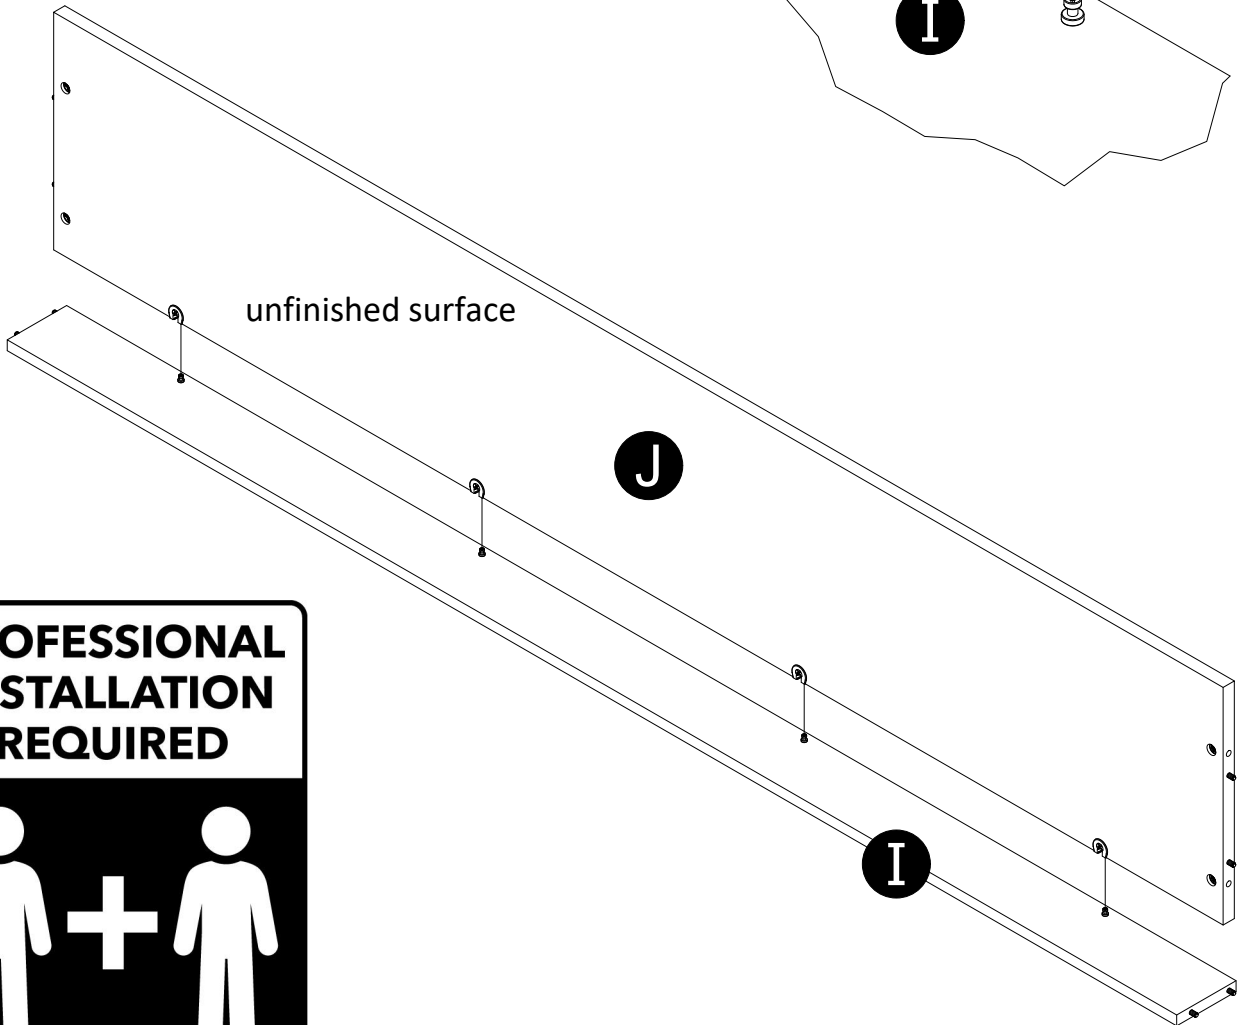 I
unfinished surface
J
OFESSIONAL
STALLATION
REQUIRED
I